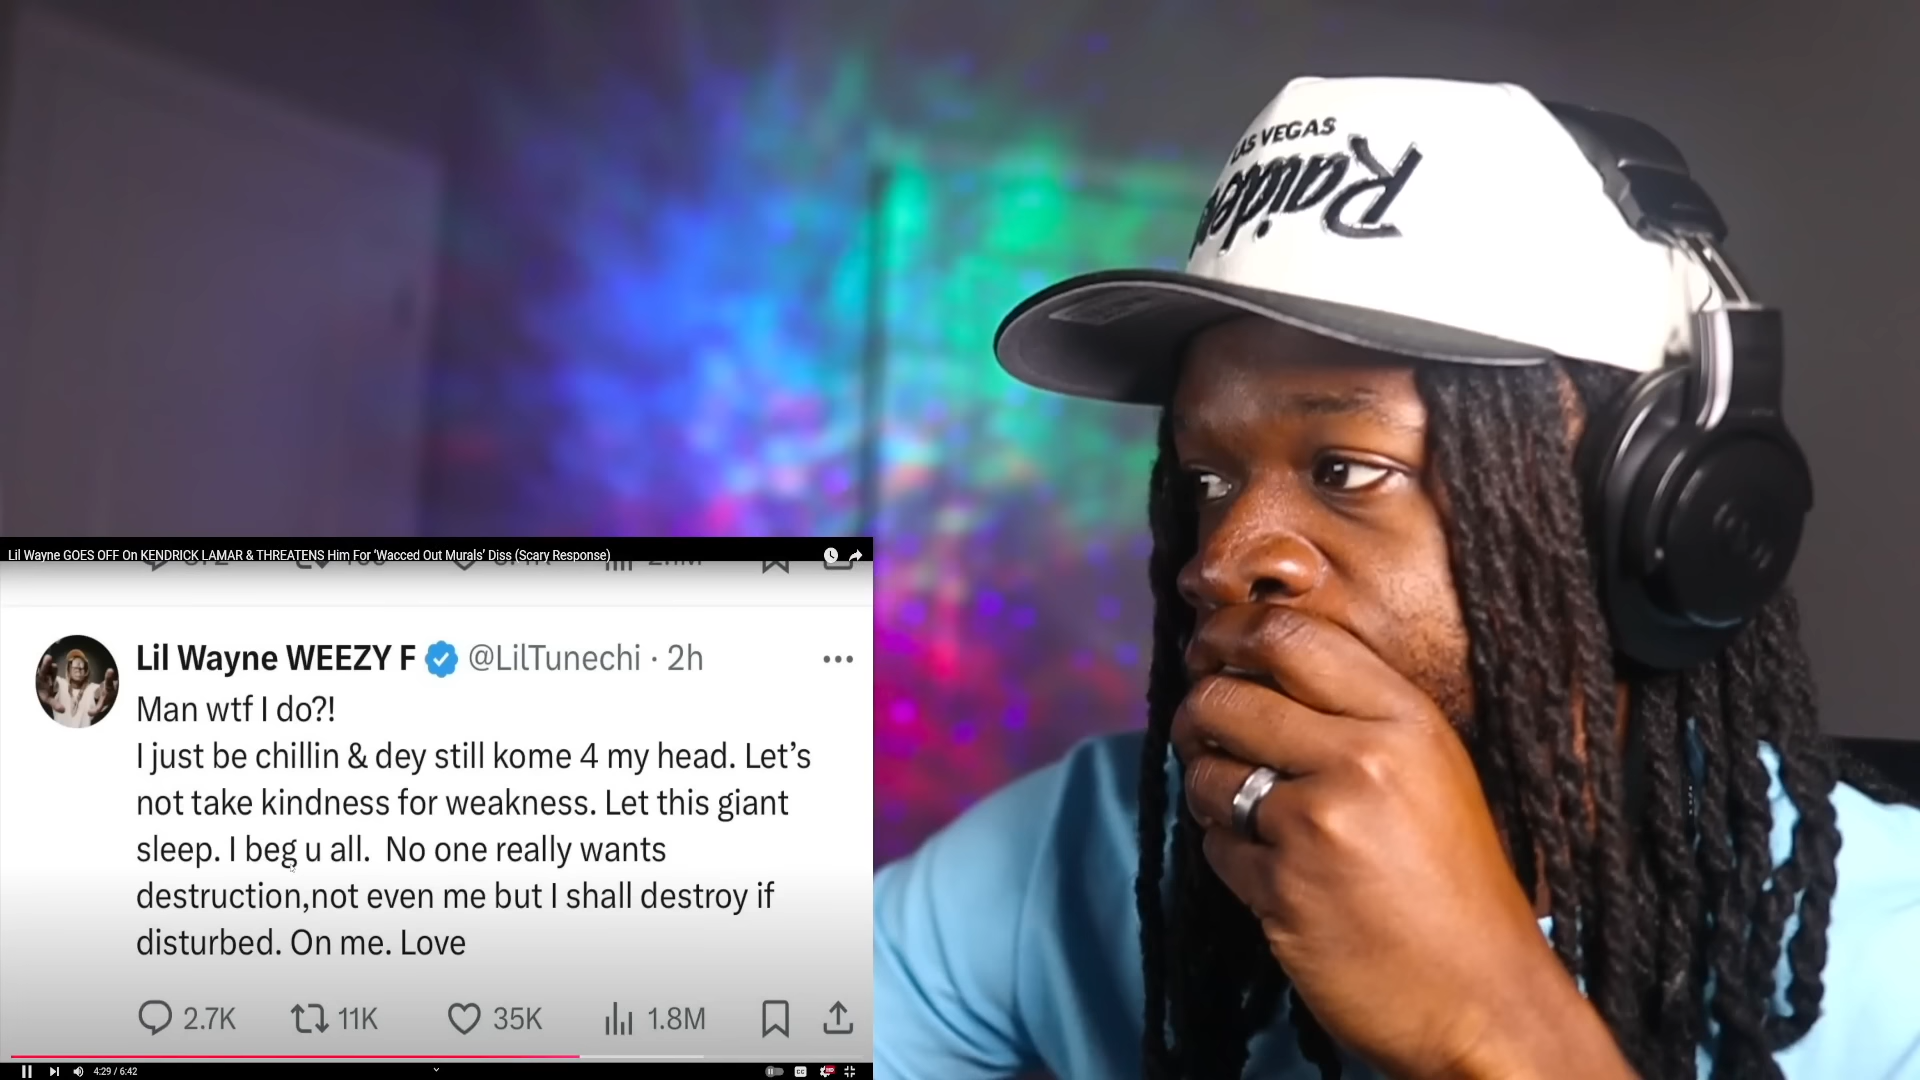 LAS VEGAS
Raiders
Lil Wayne GOES OFF On KENDRICK LAMAR & THREATENS Him For 'Wacced Out Murals' Diss (Scary Response)
Lil Wayne WEEZY F @LilTunechi · 2h
Man wtf I do?!
I just be chillin & dey still kome 4 my head. Let’s
not take kindness for weakness. Let this giant
sleep. I beg u all.  No one really wants
destruction,not even me but I shall destroy if
disturbed. On me. Love
2.7K 11K 35K 1.8M
4:29 / 6:42